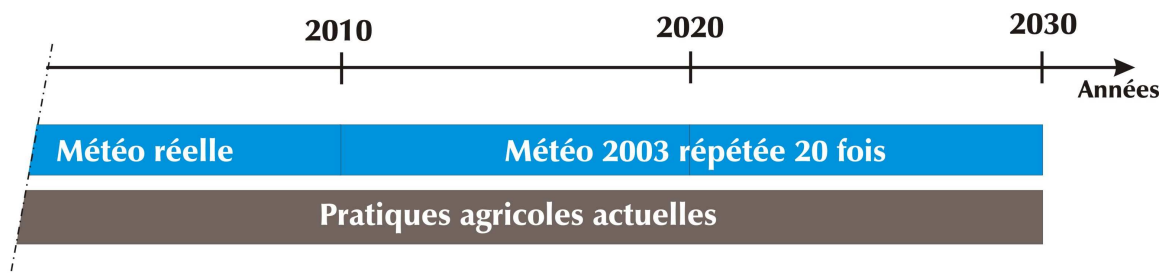 2010 2020 2030
Années
Météo réelle Météo 2003 répétée 20 fois
Pratiques agricoles actuelles